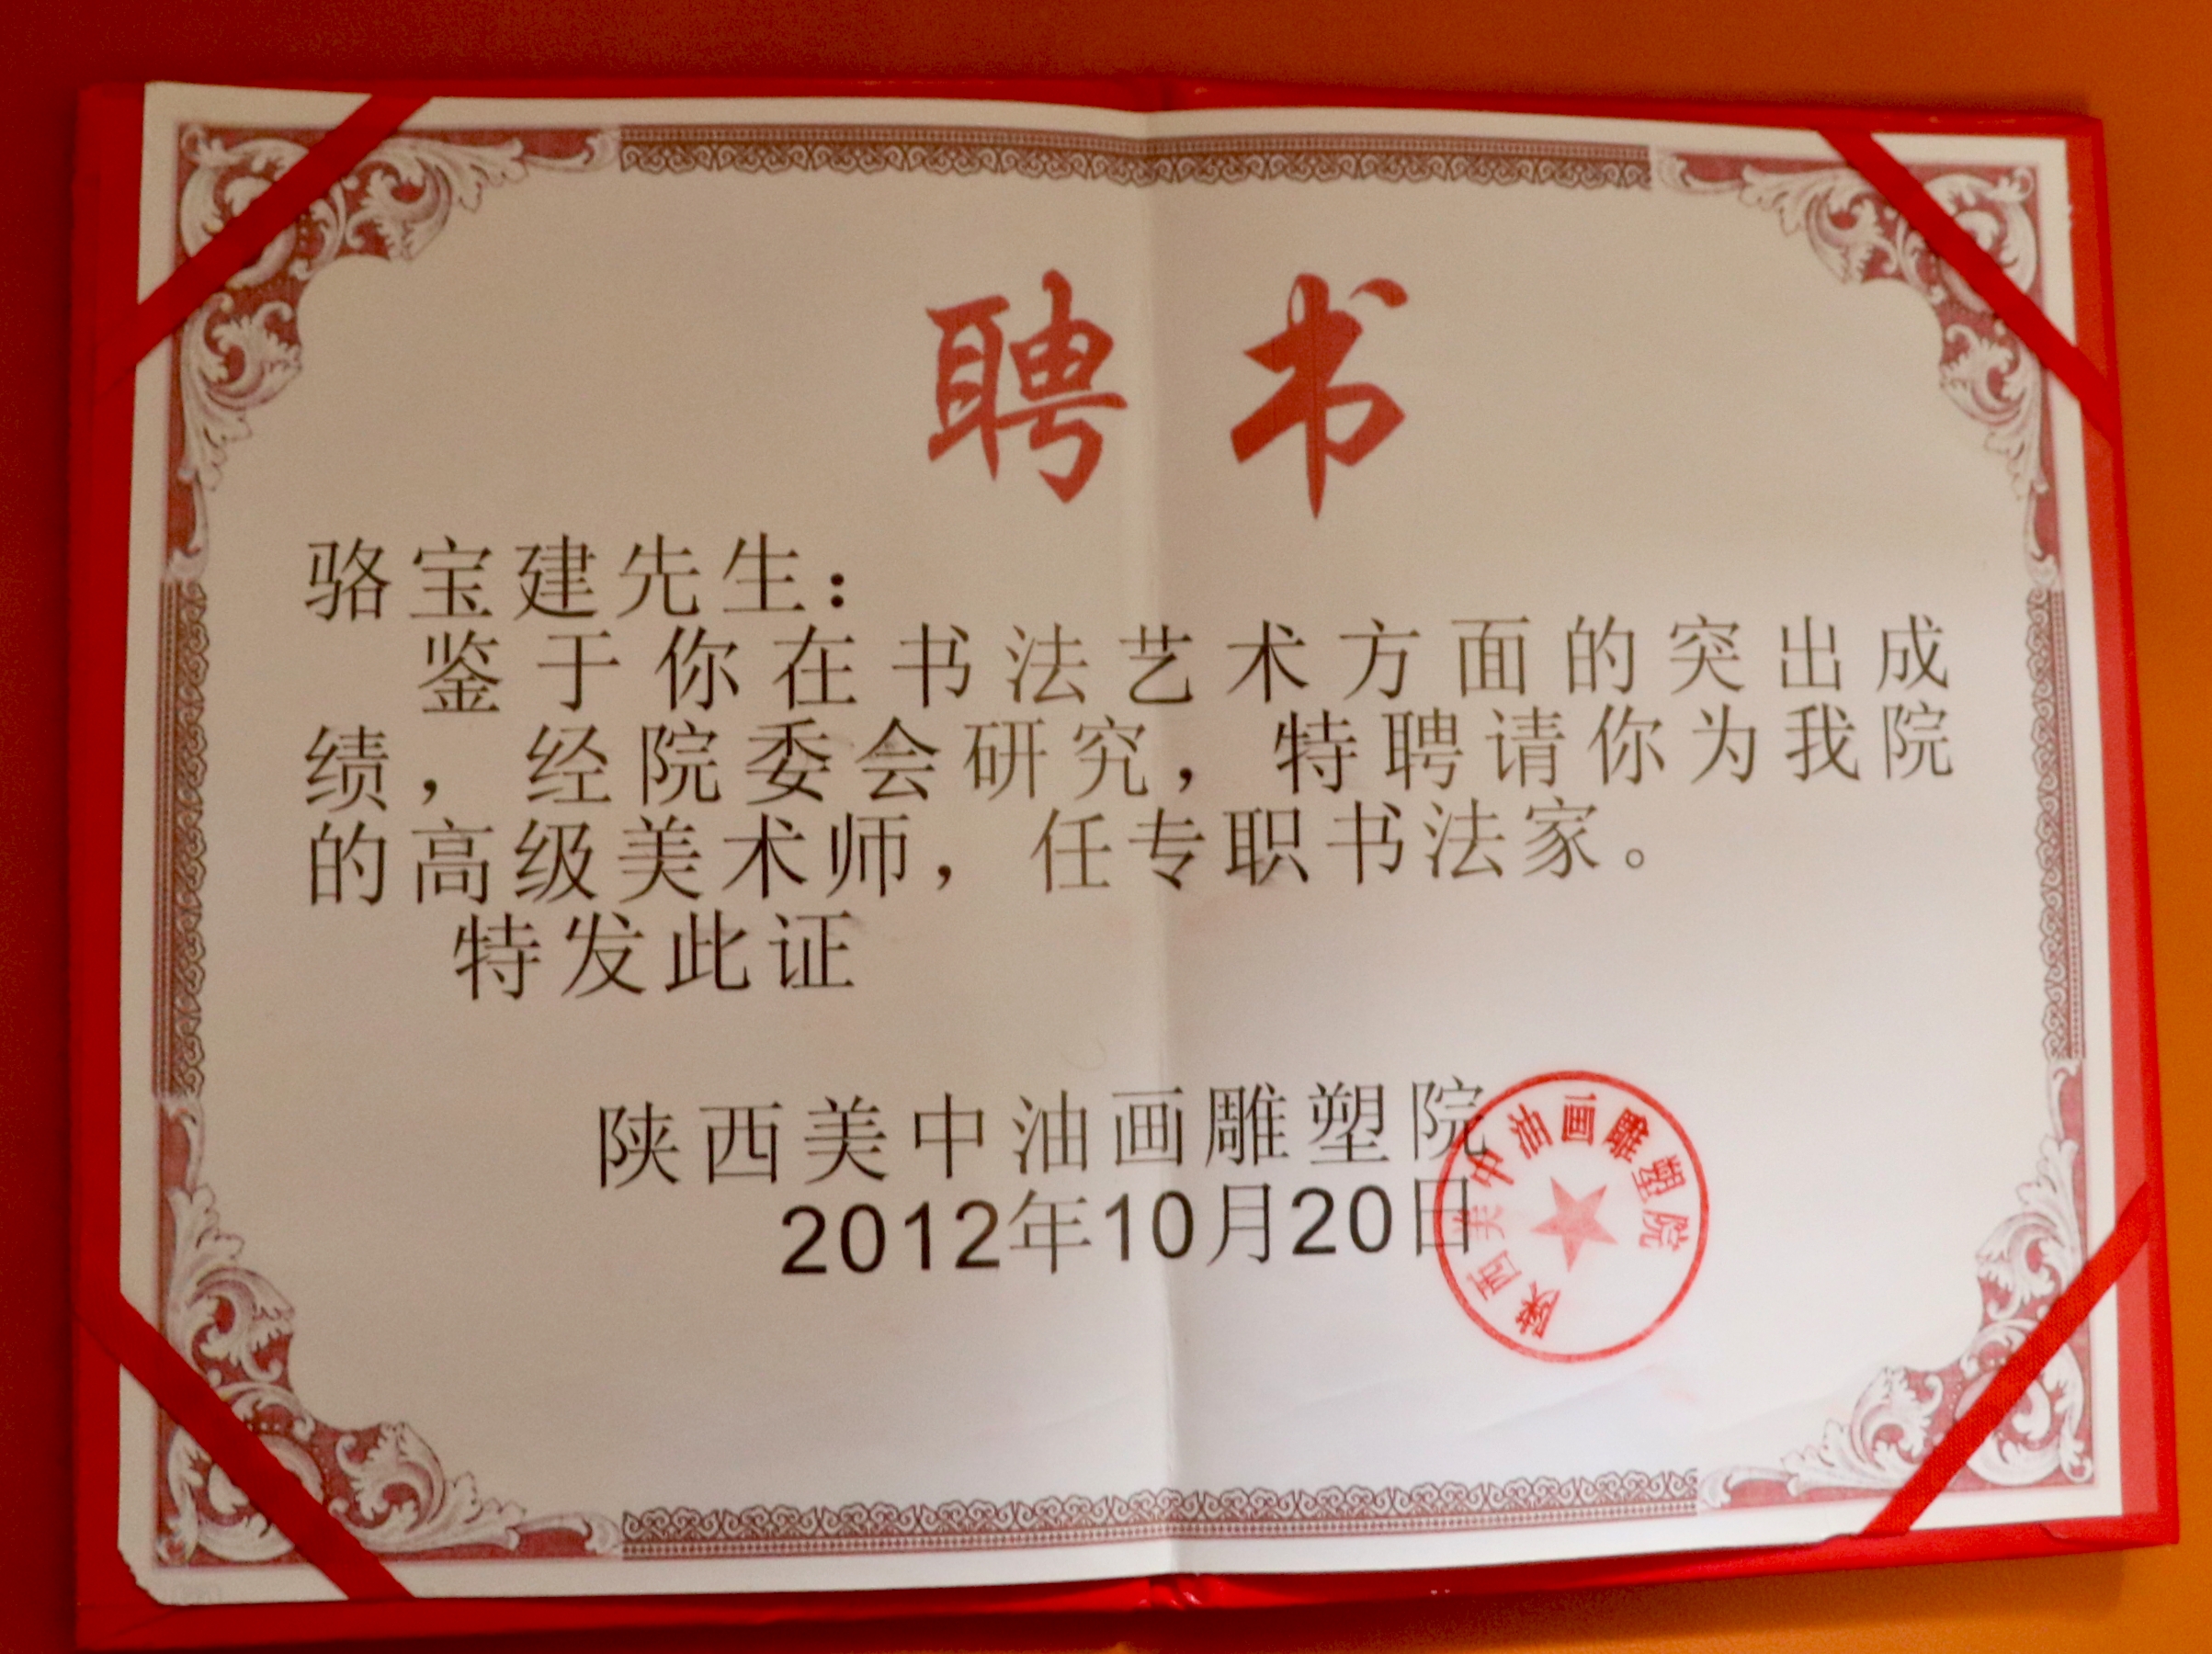 聘书
骆宝建先生：
鉴于你在书法艺术方面的突出成
绩，经院委会研究，特聘请你为我院
的高级美术师，任专职书法家。
特发此证
陕西美中油画雕塑院
2012年10月20日
陕西美中油画雕塑院